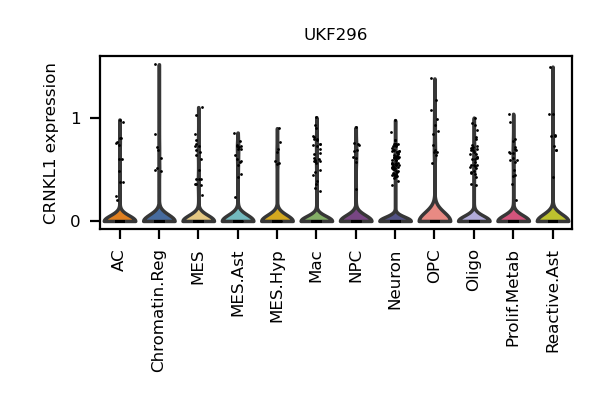 UKF296
CRNKL1 expression
1
0
AC
Chromatin.Reg
MES
MES.Ast
MES.Hyp
Mac
NPC
Neuron
OPC
Oligo
Prolif.Metab
Reactive.Ast